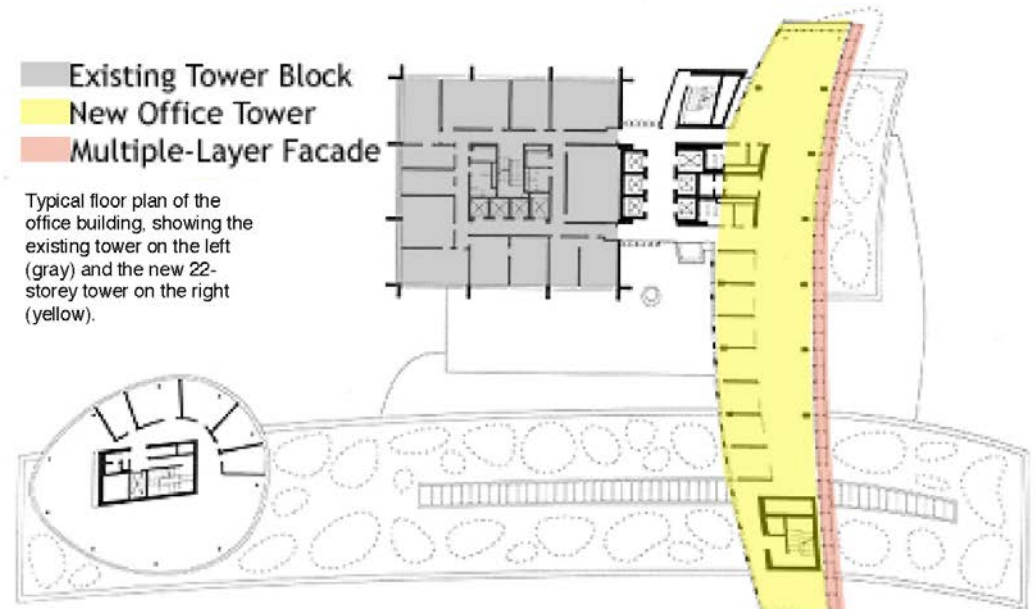 Existing Tower Block
New Office Tower
Multiple-Layer Facade
Typical floor plan of the
office building, showing the
existing tower on the left
(gray) and the new 22-
storey tower on the right
(yellow).